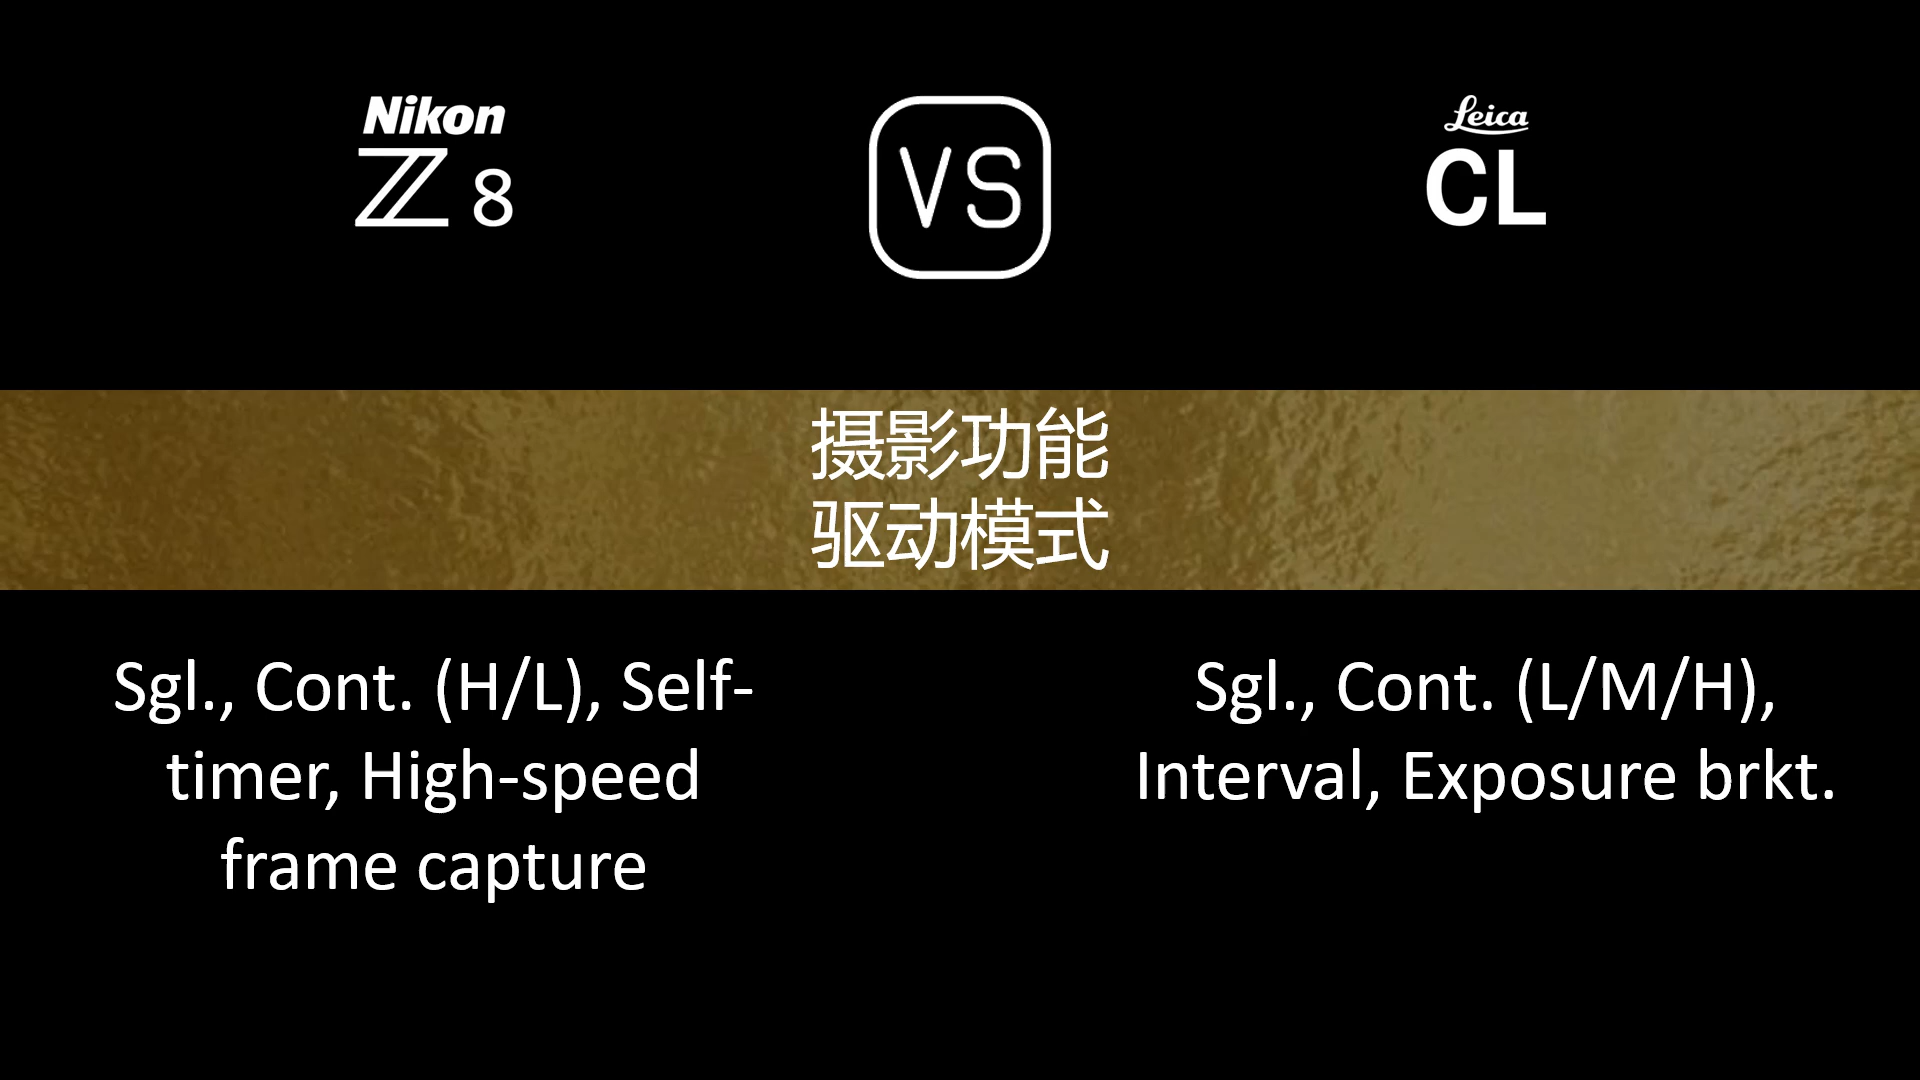 Nikon
Z 8
VS
Leica
CL
摄影功能
驱动模式
Sgl., Cont. (H/L), Self-
timer, High-speed
frame capture
Sgl., Cont. (L/M/H),
Interval, Exposure brkt.